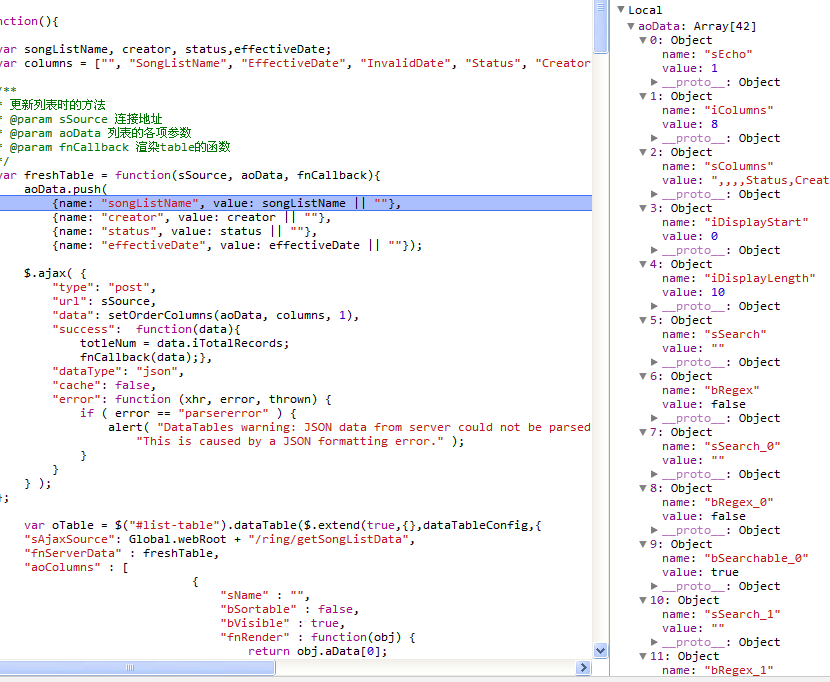 nction(){
var songListName, creator, status,effectiveDate;
var columns = ["", "SongListName", "EffectiveDate", "InvalidDate", "Status", "Creator
/**
* 更新列表时的方法
* @param sSource 连接地址
* @param aoData 列表的各项参数
* @param fnCallback 渲染table的函数
*/
var freshTable = function(sSource, aoData, fnCallback){
aoData.push(
{name: "songListName", value: songListName || ""},
{name: "creator", value: creator || ""},
{name: "status", value: status || ""},
{name: "effectiveDate", value: effectiveDate || ""});
$.ajax( {
"type": "post",
"url": sSource,
"data": setOrderColumns(aoData, columns, 1),
"success":  function(data){
totleNum = data.iTotalRecords;
fnCallback(data);},
"dataType": "json",
"cache": false,
"error": function (xhr, error, thrown) {
if ( error == "parsererror" ) {
alert( "DataTables warning: JSON data from server could not be parsed
"This is caused by a JSON formatting error." );
}
}
} );
};
var oTable = $("#list-table").dataTable($.extend(true,{},dataTableConfig,{
"sAjaxSource": Global.webRoot + "/ring/getSongListData",
"fnServerData" : freshTable,
"aoColumns" : [
{
"sName" : "",
"bSortable" : false,
"bVisible" : true,
"fnRender" : function(obj) {
return obj.aData[0];
Local
aoData: Array[42]
0: Object
name: "sEcho"
value: 1
__proto__: Object
1: Object
name: "iColumns"
value: 8
__proto__: Object
2: Object
name: "sColumns"
value: ",,,,Status,Creat
__proto__: Object
3: Object
name: "iDisplayStart"
value: 0
__proto__: Object
4: Object
name: "iDisplayLength"
value: 10
__proto__: Object
5: Object
name: "sSearch"
value: ""
__proto__: Object
6: Object
name: "bRegex"
value: false
__proto__: Object
7: Object
name: "sSearch_0"
value: ""
__proto__: Object
8: Object
name: "bRegex_0"
value: false
__proto__: Object
9: Object
name: "bSearchable_0"
value: true
__proto__: Object
10: Object
name: "sSearch_1"
value: ""
__proto__: Object
11: Object
name: "bRegex_1"